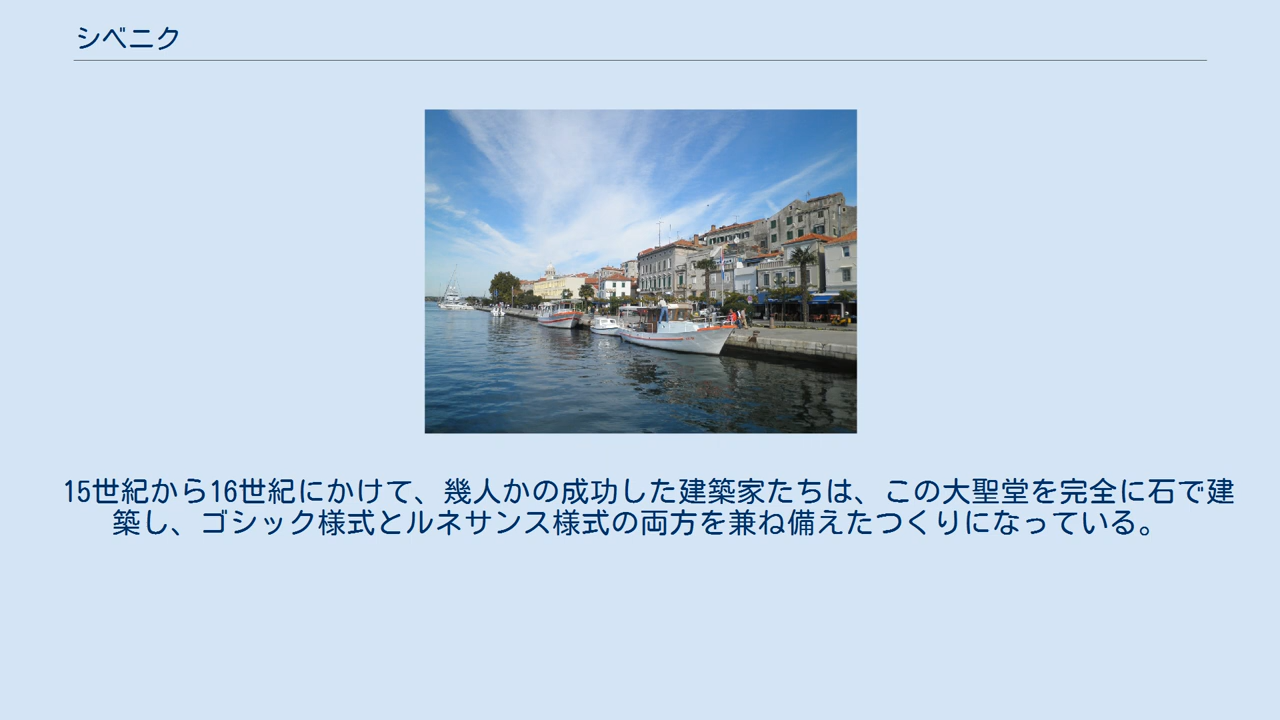 シベニク
15世紀から16世紀にかけて、幾人かの成功した建築家たちは、この大聖堂を完全に石で建
築し、ゴシック様式とルネサンス様式の両方を兼ね備えたつくりになっている。